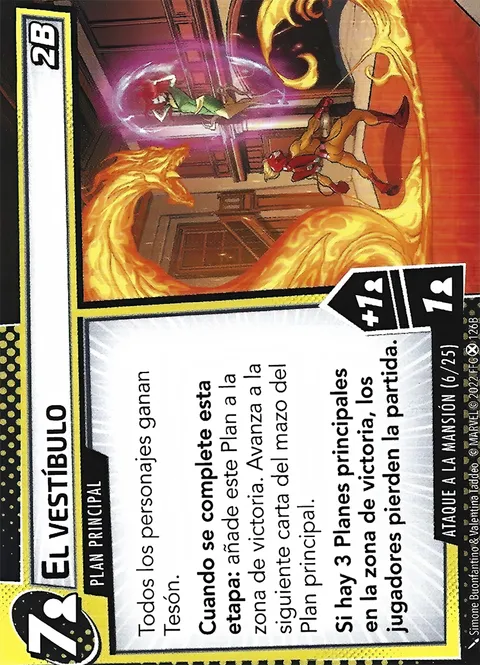 7
EL VESTÍBULO
2B
PLAN PRINCIPAL
Todos los personajes ganan
Tesón.
Cuando se complete esta
etapa: añade este Plan a la
zona de victoria. Avanza a la
siguiente carta del mazo del
Plan principal.
Si hay 3 Planes principales
en la zona de victoria, los
jugadores pierden la partida.
+1
1
ATAQUE A LA MANSIÓN (6/25)
Simone Buonfantino & Valentina Taddeo. © MARVEL © 2022 FFG 126B